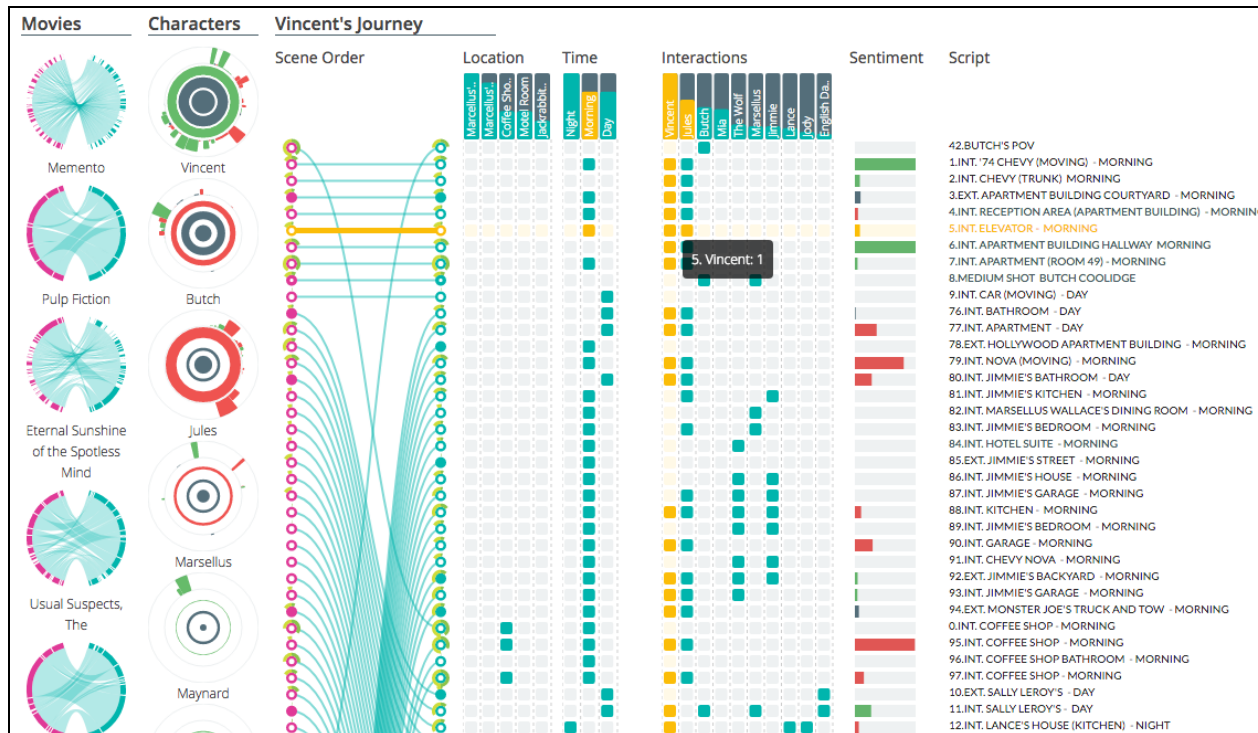 Movies
Characters
Vincent's Journey
Scene Order
Location
Time
Interactions
Sentiment
Script
Marcellus'..
Marcellus'..
Coffee Sho..
Motel Room
Jackrabbit..
Night
Morning
Day
Vincent
Jules
Butch
Mia
The Wolf
Marsellus
Jimmie
Lance
Jody
English Da..
Memento
Pulp Fiction
Eternal Sunshine
of the Spotless
Mind
Usual Suspects,
The
Vincent
Butch
Jules
Marsellus
Maynard
5. Vincent: 1
42.BUTCH'S POV
1.INT. '74 CHEVY (MOVING) - MORNING
2.INT. CHEVY (TRUNK) MORNING
3.EXT. APARTMENT BUILDING COURTYARD - MORNING
4.INT. RECEPTION AREA (APARTMENT BUILDING) - MORNING
5.INT. ELEVATOR - MORNING
6.INT. APARTMENT BUILDING HALLWAY MORNING
7.INT. APARTMENT (ROOM 49) - MORNING
8.MEDIUM SHOT BUTCH COOLIDGE
9.INT. CAR (MOVING) - DAY
76.INT. BATHROOM - DAY
77.INT. APARTMENT - DAY
78.EXT. HOLLYWOOD APARTMENT BUILDING - MORNING
79.INT. NOVA (MOVING) - MORNING
80.INT. JIMMIE'S BATHROOM - DAY
81.INT. JIMMIE'S KITCHEN - MORNING
82.INT. MARSELLUS WALLACE'S DINING ROOM - MORNING
83.INT. JIMMIE'S BEDROOM - MORNING
84.INT. HOTEL SUITE - MORNING
85.EXT. JIMMIE'S STREET - MORNING
86.INT. JIMMIE'S HOUSE - MORNING
87.INT. JIMMIE'S GARAGE - MORNING
88.INT. KITCHEN - MORNING
89.INT. JIMMIE'S BEDROOM - MORNING
90.INT. GARAGE - MORNING
91.INT. CHEVY NOVA - MORNING
92.EXT. JIMMIE'S BACKYARD - MORNING
93.INT. JIMMIE'S GARAGE - MORNING
94.EXT. MONSTER JOE'S TRUCK AND TOW - MORNING
0.INT. COFFEE SHOP - MORNING
95.INT. COFFEE SHOP - MORNING
96.INT. COFFEE SHOP BATHROOM - MORNING
97.INT. COFFEE SHOP - MORNING
10.EXT. SALLY LEROY'S - DAY
11.INT. SALLY LEROY'S - DAY
12.INT. LANCE'S HOUSE (KITCHEN) - NIGHT